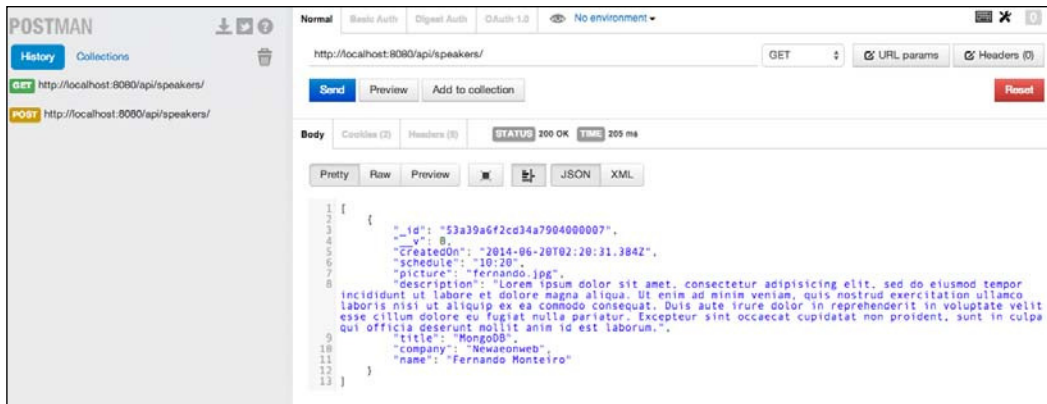 POSTMAN
History Collections
GET http://localhost:8080/api/speakers/
POST http://localhost:8080/api/speakers/
Normal Basic Auth Digest Auth OAuth 1.0 No environment
0
http://localhost:8080/api/speakers/ GET URL params Headers (0)
Send Preview Add to collection Reset
Body Cookies (2) Headers (8) STATUS 200 OK TIME 205 ms
Pretty Raw Preview JSON XML
1 [
2 {
3 "_id": "53a39a6f2cd34a7904000007",
4 "__v": 0,
5 "createdOn": "2014-06-20T02:20:31.384Z",
6 "schedule": "10:20",
7 "picture": "fernando.jpg",
8 "description": "Lorem ipsum dolor sit amet, consectetur adipisicing elit, sed do eiusmod tempor
incididunt ut labore et dolore magna aliqua. Ut enim ad minim veniam, quis nostrud exercitation ullamco
laboris nisi ut aliquip ex ea commodo consequat. Duis aute irure dolor in reprehenderit in voluptate velit
esse cillum dolore eu fugiat nulla pariatur. Excepteur sint occaecat cupidatat non proident, sunt in culpa
qui officia deserunt mollit anim id est laborum.",
9 "title": "MongoDB",
10 "company": "Newaeonweb",
11 "name": "Fernando Monteiro"
12 }
13 ]